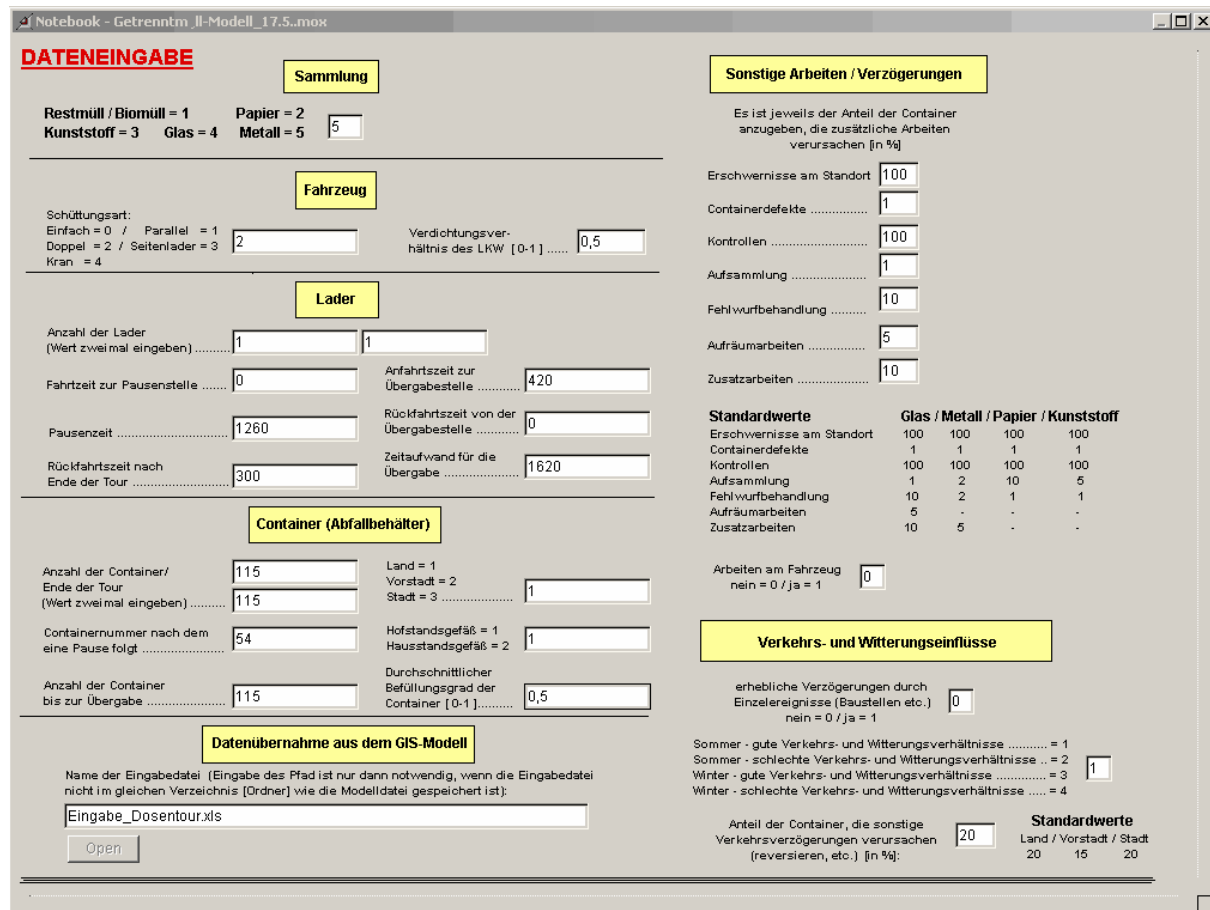 Notebook - Getrenntm_ll-Modell_17.5..mox
DATENEINGABE
Sammlung
Restmüll / Biomüll = 1 Papier = 2
Kunststoff = 3 Glas = 4 Metall = 5 5
Fahrzeug
Schüttungsart:
Einfach = 0 / Parallel = 1
Doppel = 2 / Seitenlader = 3 2
Kran = 4
Verdichtungsver-
hältnis des LKW [ 0-1 ] ...... 0,5
Lader
Anzahl der Lader
(Wert zweimal eingeben) ......... 1 1
Fahrtzeit zur Pausenstelle ....... 0
Anfahrtszeit zur
Übergabestelle ............ 420
Pausenzeit ........................... 1260
Rückfahrtszeit von der
Übergabestelle ............ 0
Rückfahrtszeit nach
Ende der Tour ....................... 300
Zeitaufwand für die
Übergabe .................... 1620
Container (Abfallbehälter)
Anzahl der Container/
Ende der Tour
(Wert zweimal eingeben) .......... 115 115
Land = 1
Vorstadt = 2
Stadt = 3 ................... 1
Containernummer nach dem
eine Pause folgt ..................... 54
Hofstandsgefäß = 1
Hausstandsgefäß = 2 1
Anzahl der Container
bis zur Übergabe .................... 115
Durchschnittlicher
Befüllungsgrad der
Container [ 0-1 ]......... 0,5
Datenübernahme aus dem GIS-Modell
Name der Eingabedatei (Eingabe des Pfad ist nur dann notwendig, wenn die Eingabedatei
nicht im gleichen Verzeichnis [Ordner] wie die Modelldatei gespeichert ist):
Eingabe_Dosentour.xls
Open
Sonstige Arbeiten / Verzögerungen
Es ist jeweils der Anteil der Container
anzugeben, die zusätzliche Arbeiten
verursachen [in %]
Erschwernisse am Standort 100
Containerdefekte ................ 1
Kontrollen ........................... 100
Aufsammlung ...................... 1
Fehlwurfbehandlung .......... 10
Aufräumarbeiten ................ 5
Zusatzarbeiten .................... 10
Standardwerte Glas / Metall / Papier / Kunststoff
Erschwernisse am Standort 100 100 100 100
Containerdefekte 1 1 1 1
Kontrollen 100 100 100 100
Aufsammlung 1 2 10 5
Fehlwurfbehandlung 10 2 1 1
Aufräumarbeiten 5 - - -
Zusatzarbeiten 10 5 - -
Arbeiten am Fahrzeug
nein = 0 / ja = 1 0
Verkehrs- und Witterungseinflüsse
erhebliche Verzögerungen durch
Einzelereignisse (Baustellen etc.) 0
nein = 0 / ja = 1
Sommer - gute Verkehrs- und Witterungsverhältnisse ........... = 1
Sommer - schlechte Verkehrs- und Witterungsverhältnisse .. = 2
Winter - gute Verkehrs- und Witterungsverhältnisse .............. = 3
Winter - schlechte Verkehrs- und Witterungsverhältnisse ..... = 4
1
Anteil der Container, die sonstige
Verkehrsverzögerungen verursachen 20
(reversieren, etc.) [in %]:
Standardwerte
Land / Vorstadt / Stadt
20 15 20